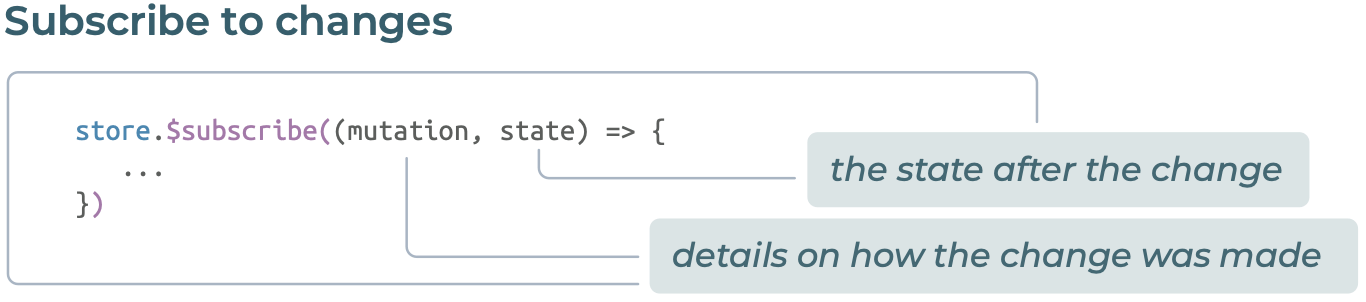 Subscribe to changes
store.$subscribe((mutation, state) => {
...
})
the state after the change
details on how the change was made